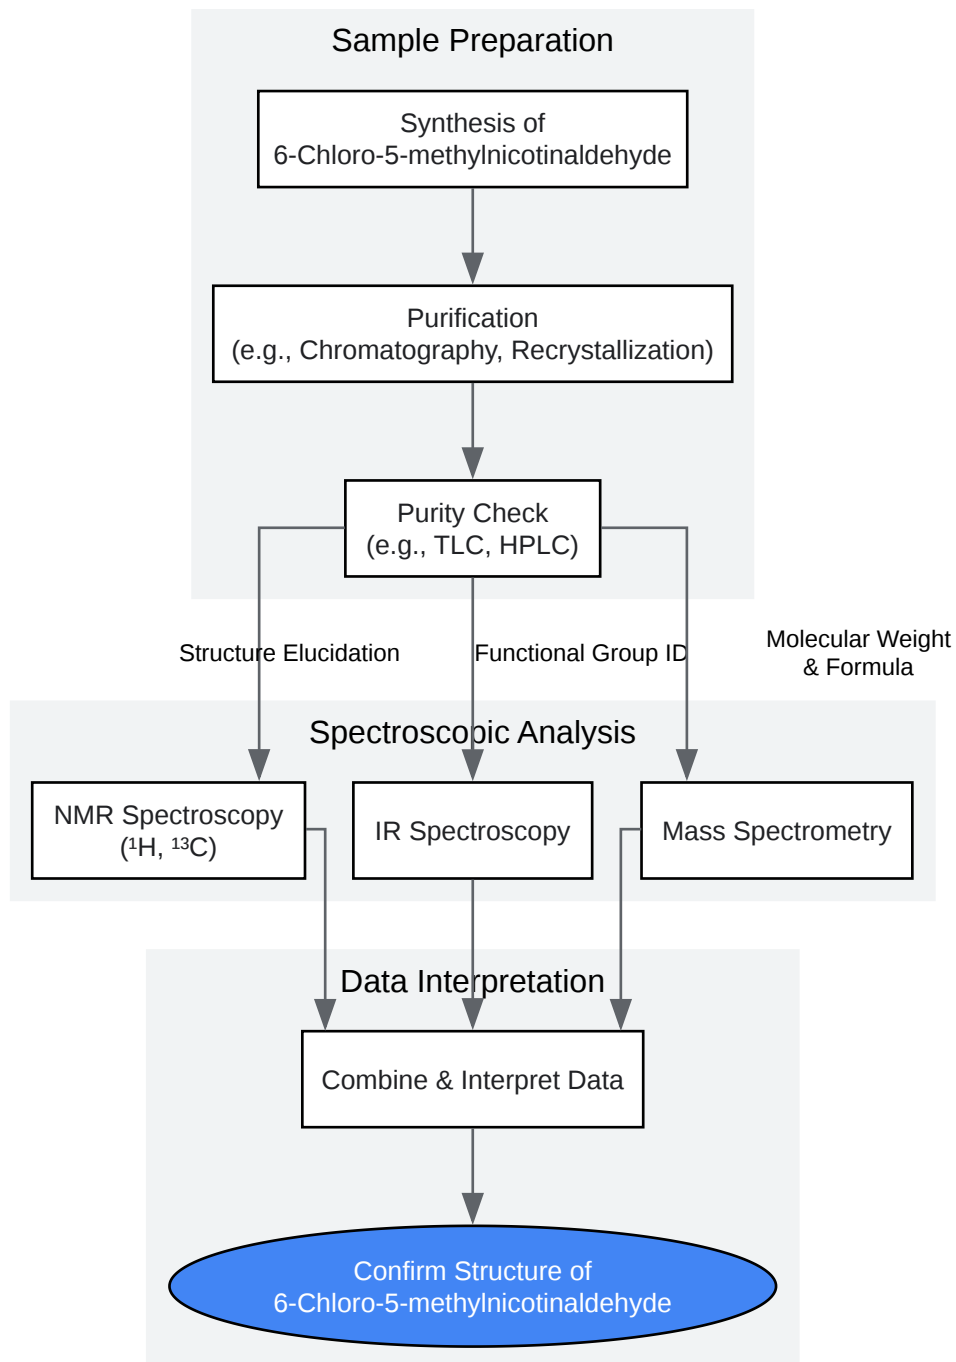 Sample Preparation
Synthesis of
6-Chloro-5-methylnicotinaldehyde
Purification
(e.g., Chromatography, Recrystallization)
Purity Check
(e.g., TLC, HPLC)
Structure Elucidation
Functional Group ID
Molecular Weight
& Formula
Spectroscopic Analysis
NMR Spectroscopy
(¹H, ¹³C)
IR Spectroscopy
Mass Spectrometry
Data Interpretation
Combine & Interpret Data
Confirm Structure of
6-Chloro-5-methylnicotinaldehyde